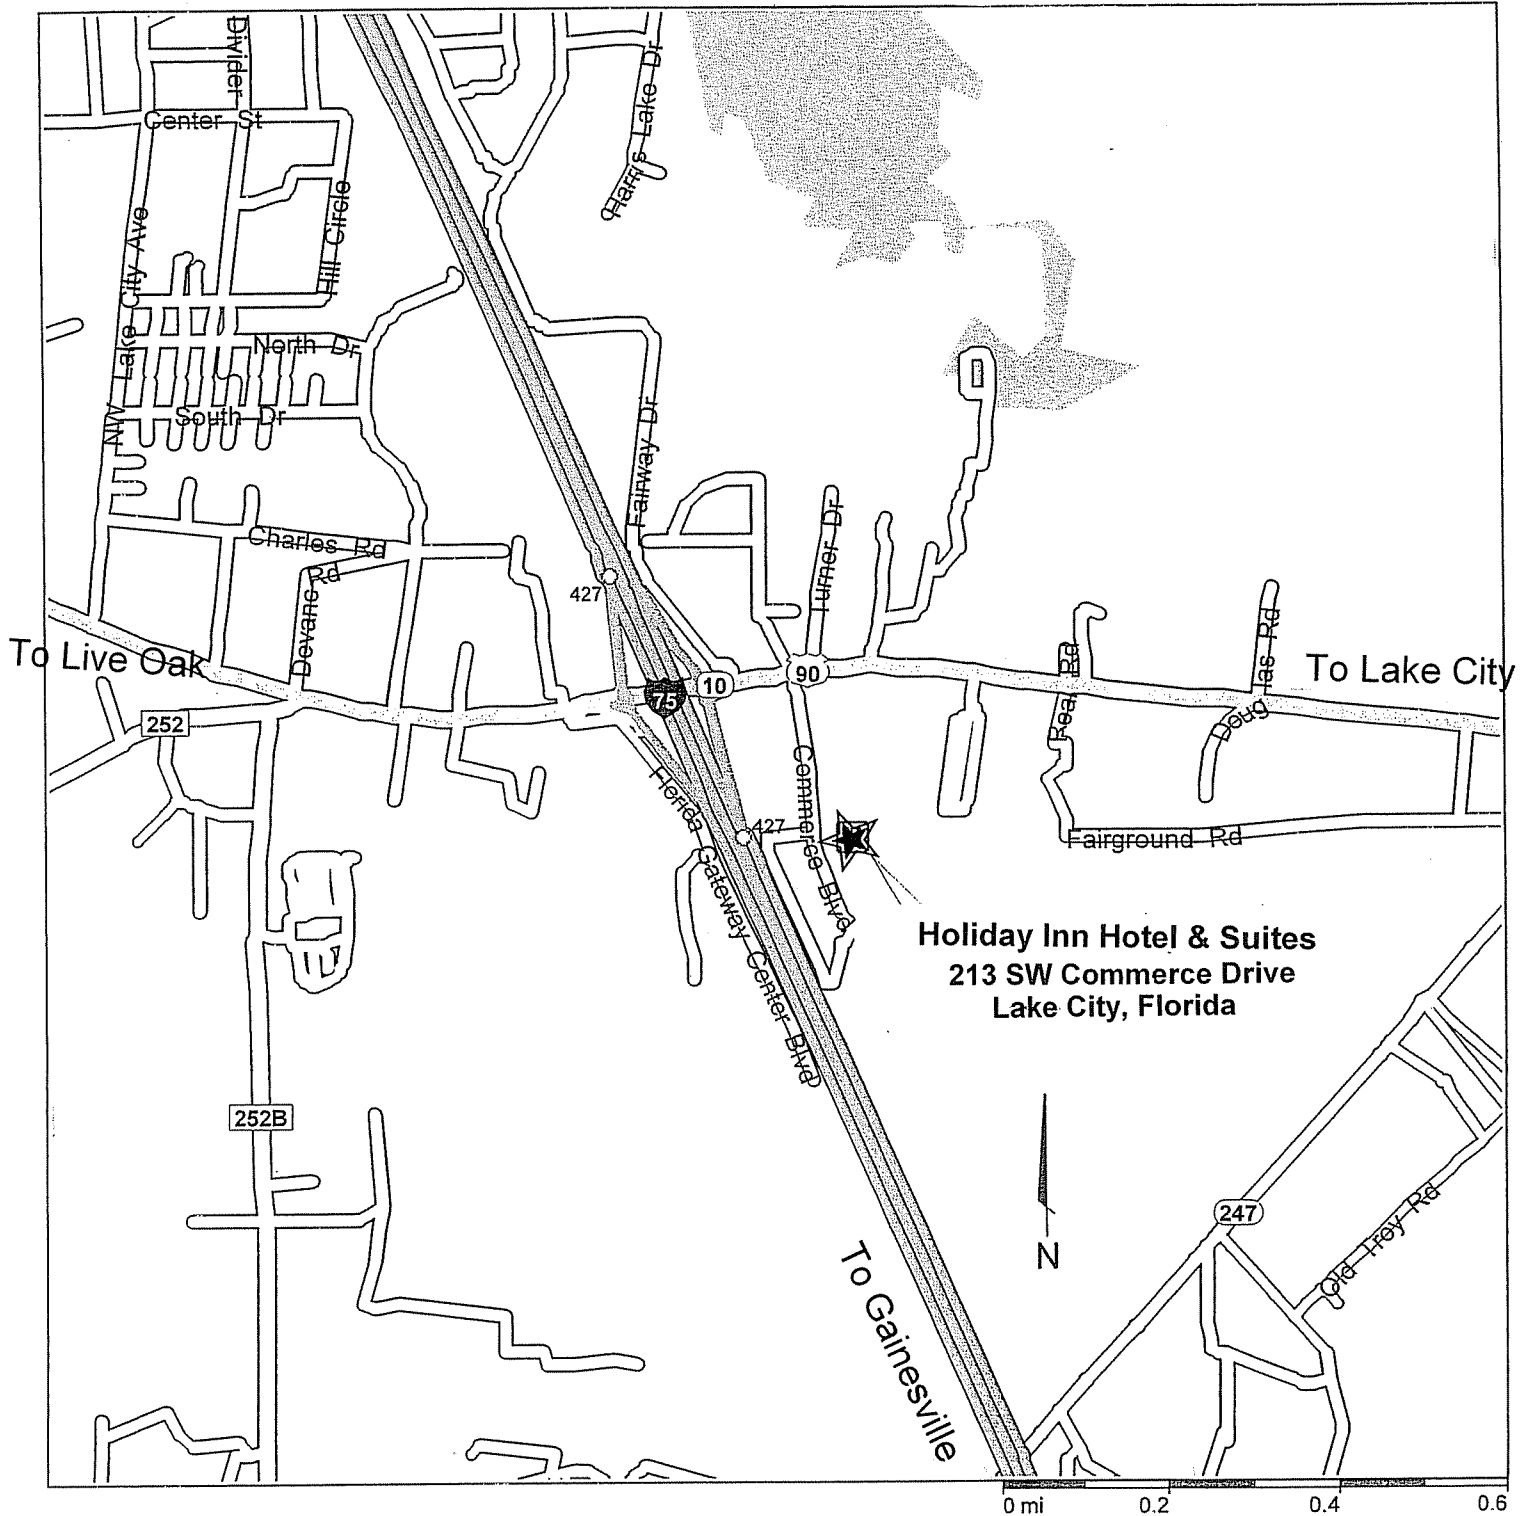 Divider
Harris Lake Dr
Center St
Hill Circle
NW Lake City Ave
North Dr
South Dr
Fairway Dr
Turner Dr
Charles Rd
Devane Rd
427
To Live Oak
252
75
10
90
Rear Rd
Douglas Rd
To Lake City
Florida Gateway Center Blvd
427
Commerce Blvd
Fairground Rd
Holiday Inn Hotel & Suites
213 SW Commerce Drive
Lake City, Florida
252B
247
Old Troy Rd
N
To Gainesville
0 mi 0.2 0.4 0.6